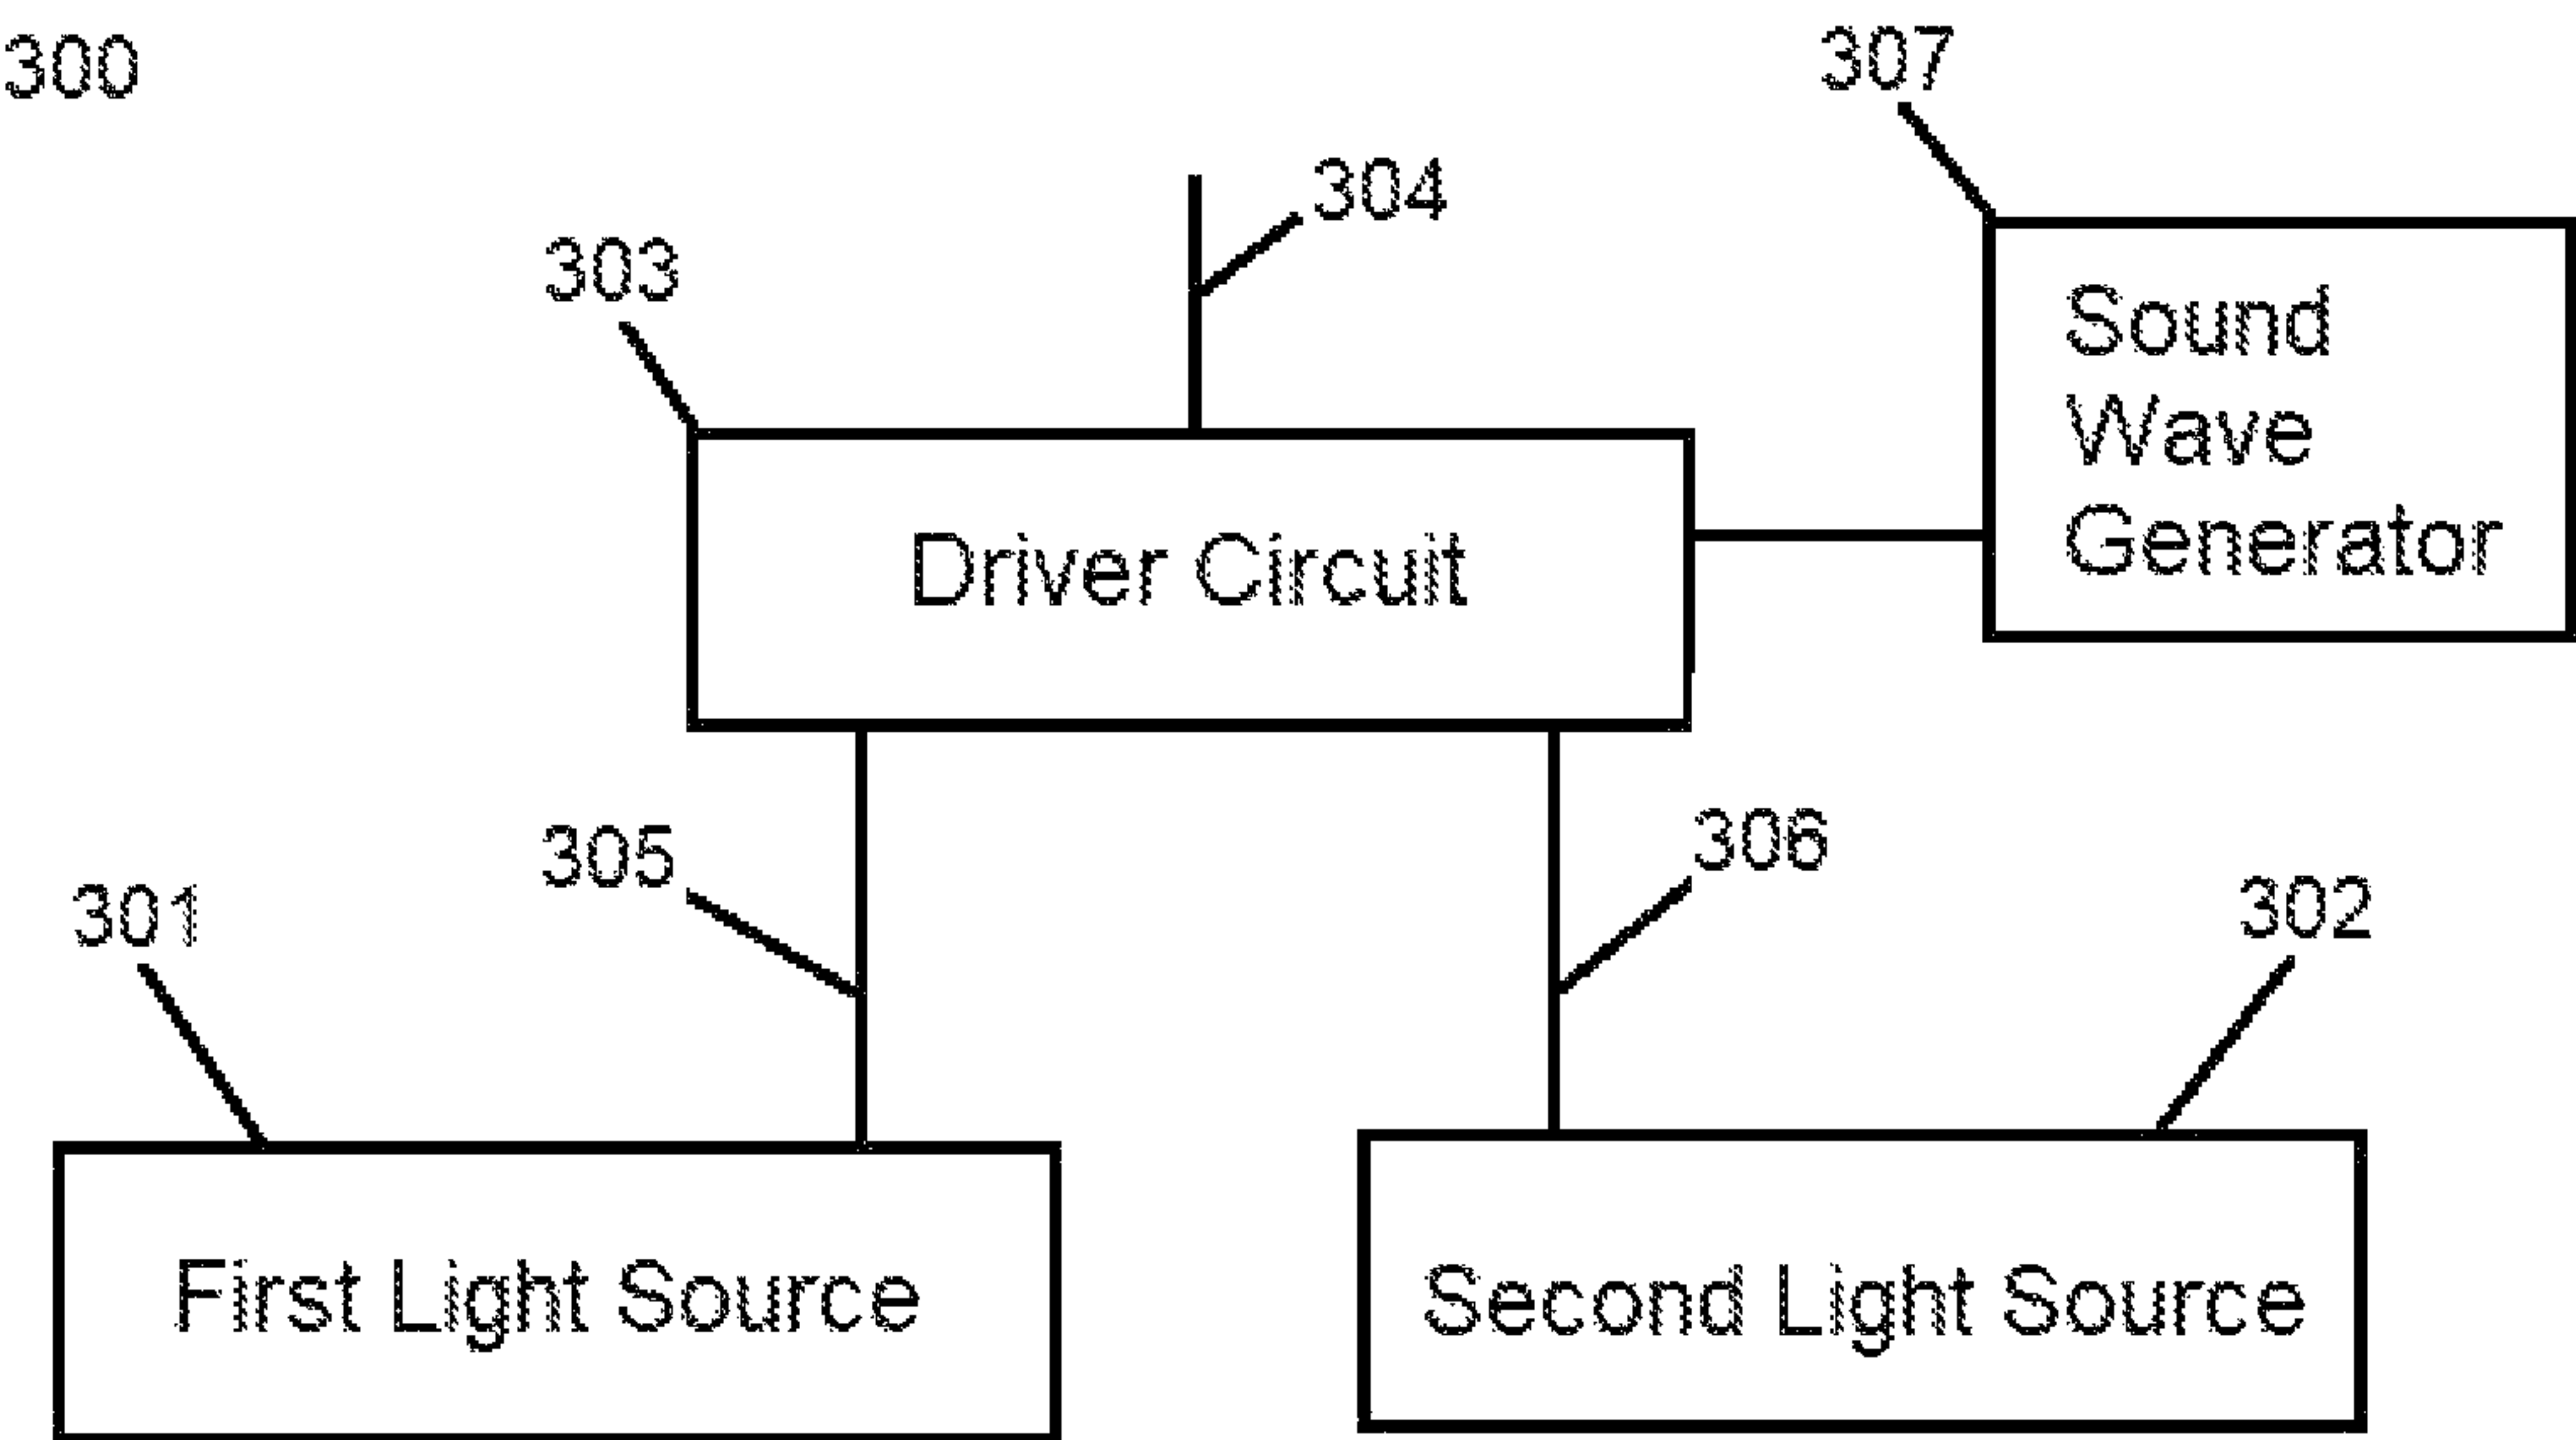 300
307
304
303
Sound
Wave
Generator
Driver Circuit
305
306
301
302
First Light Source
Second Light Source